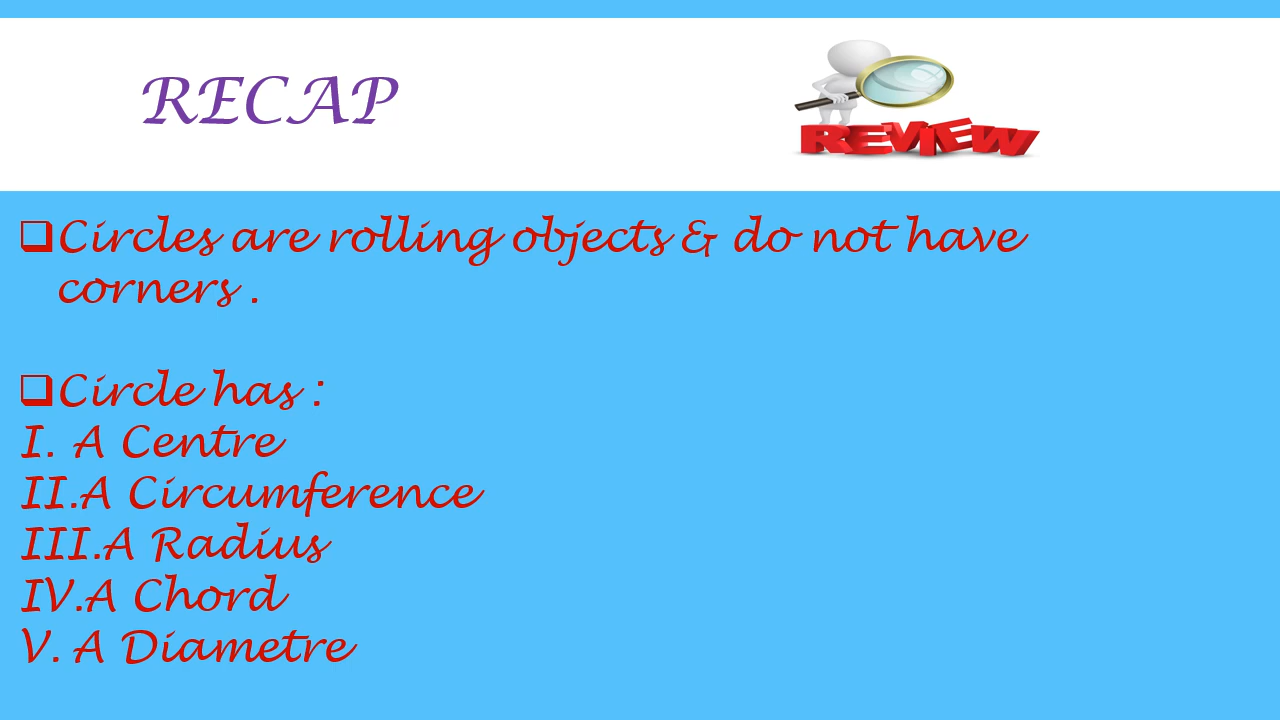 RECAP
REVIEW
Circles are rolling objects & do not have
corners .
Circle has :
I. A Centre
II.A Circumference
III.A Radius
IV.A Chord
V. A Diametre